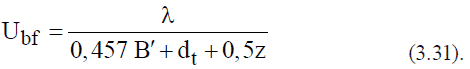 U_bf = λ / (0,457 B′ + d_t + 0,5z) (3.31).